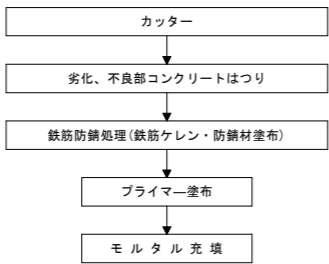 カッター
劣化、不良部コンクリートはつり
鉄筋防錆処理(鉄筋ケレン・防錆材塗布)
プライマ―塗布
モ ル タ ル 充 填